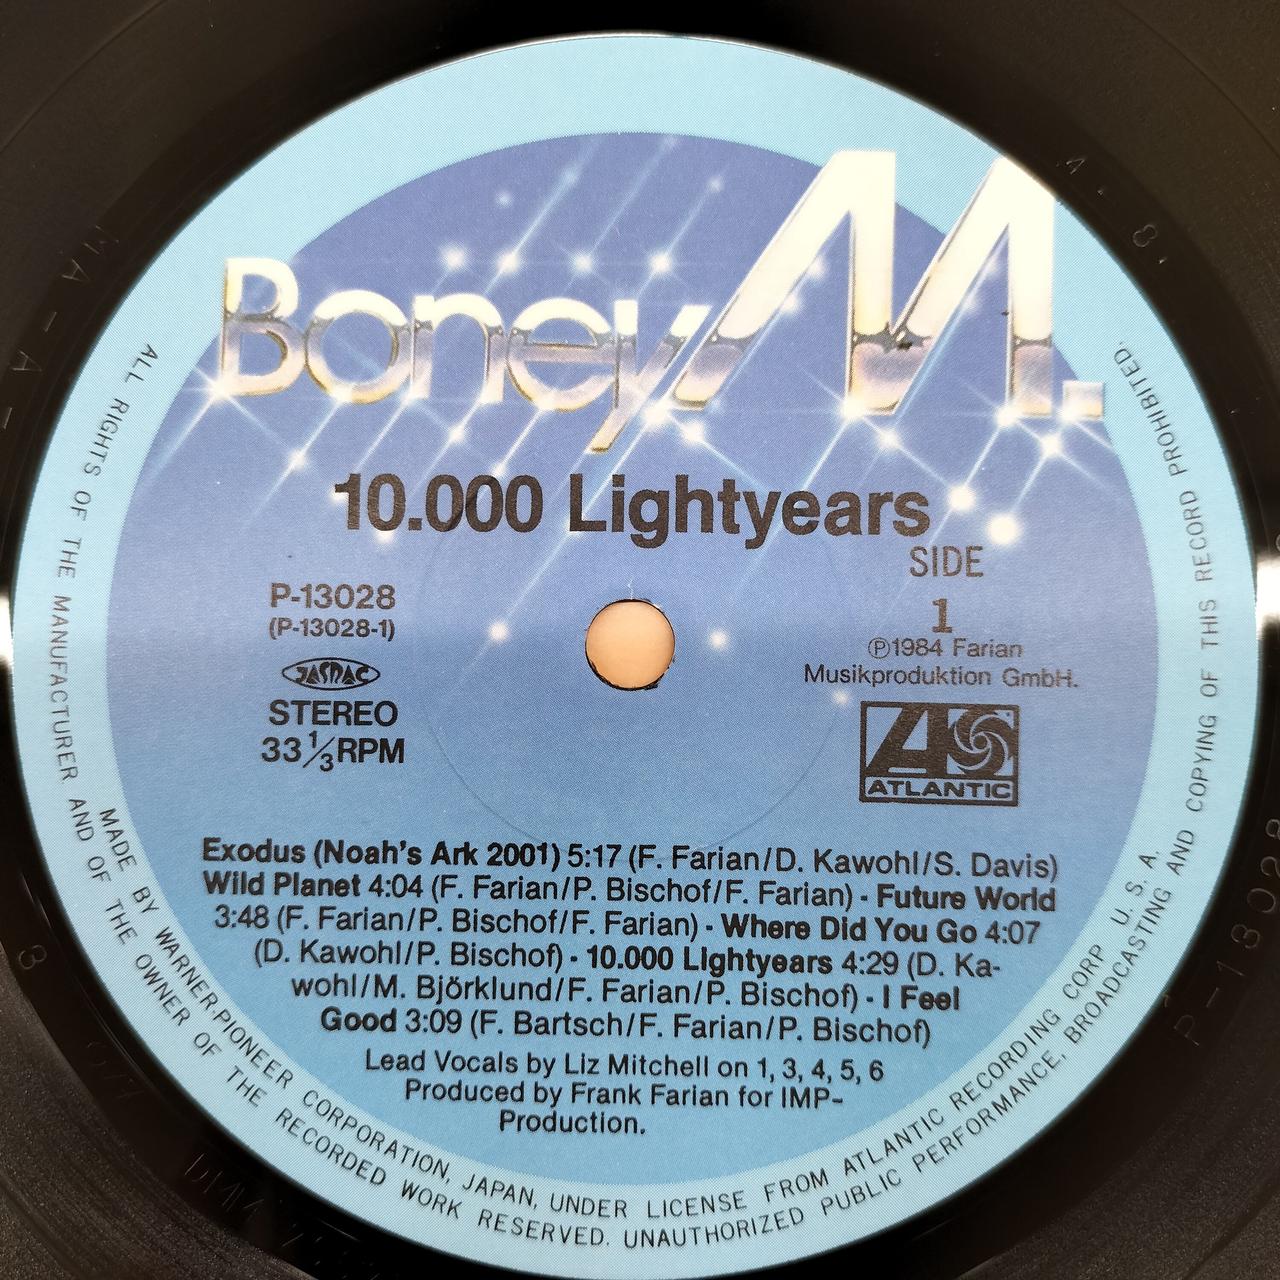 Boney M.
10.000 Lightyears
SIDE
1
P-13028
(P-13028-1)
JASRAC
STEREO
33⅓RPM
Ⓟ1984 Farian
Musikproduktion GmbH.
ATLANTIC
Exodus (Noah's Ark 2001) 5:17 (F. Farian/D. Kawohl/S. Davis)
Wild Planet 4:04 (F. Farian/P. Bischof/F. Farian) - Future World
3:48 (F. Farian/P. Bischof/F. Farian) - Where Did You Go 4:07
(D. Kawohl/P. Bischof) - 10.000 Lightyears 4:29 (D. Ka-
wohl/M. Björklund/F. Farian/P. Bischof) - I Feel
Good 3:09 (F. Bartsch/F. Farian/P. Bischof)
Lead Vocals by Liz Mitchell on 1, 3, 4, 5, 6
Produced by Frank Farian for IMP-
Production.
MADE BY WARNER-PIONEER CORPORATION, JAPAN, UNDER LICENSE FROM ATLANTIC RECORDING CORP U. S. A.
ALL RIGHTS OF THE MANUFACTURER AND OF THE OWNER OF THE RECORDED WORK RESERVED. UNAUTHORIZED PUBLIC PERFORMANCE, BROADCASTING AND COPYING OF THIS RECORD PROHIBITED.